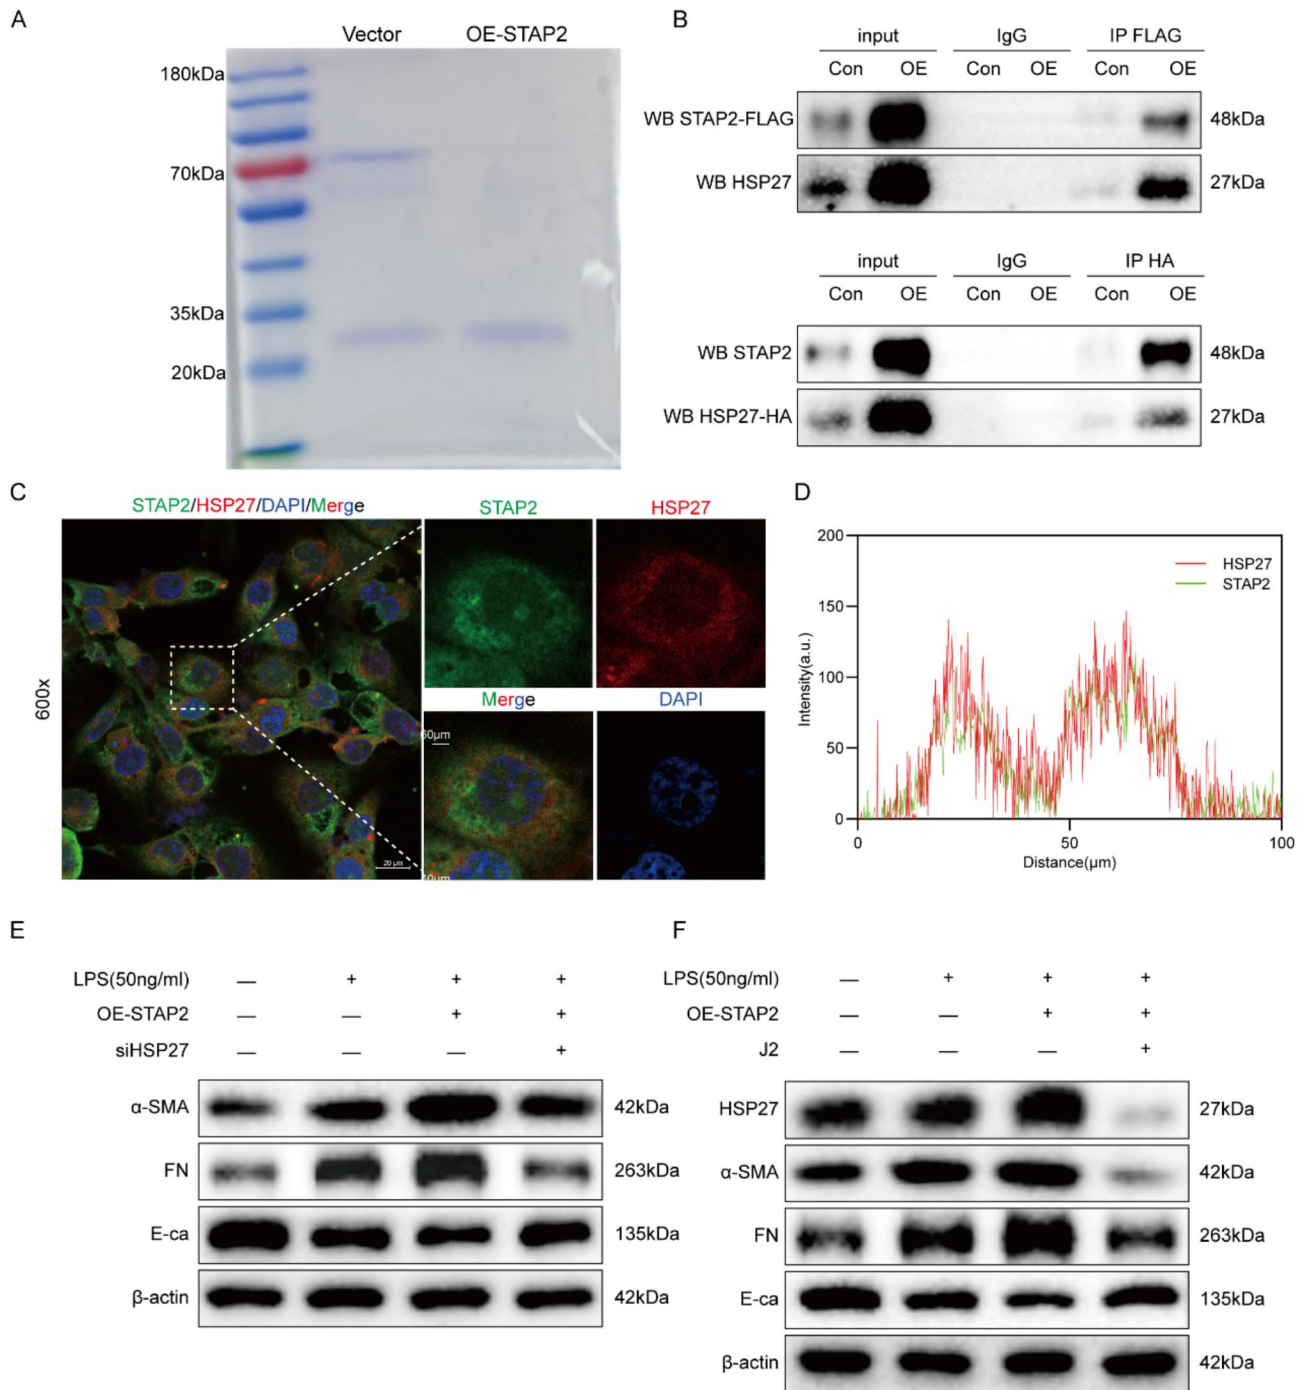 A
Vector OE-STAP2
180kDa
70kDa
35kDa
20kDa
B
input IgG IP FLAG
Con OE Con OE Con OE
WB STAP2-FLAG 48kDa
WB HSP27 27kDa
input IgG IP HA
Con OE Con OE Con OE
WB STAP2 48kDa
WB HSP27-HA 27kDa
C
STAP2/HSP27/DAPI/Merge
STAP2
HSP27
600x
Merge
DAPI
20 µm
D
200
150
100
50
0
Intensity(a.u.)
HSP27
STAP2
0 50 100
Distance(µm)
E
LPS(50ng/ml) — + + +
OE-STAP2 — — + +
siHSP27 — — — +
α-SMA 42kDa
FN 263kDa
E-ca 135kDa
β-actin 42kDa
F
LPS(50ng/ml) — + + +
OE-STAP2 — — + +
J2 — — — +
HSP27 27kDa
α-SMA 42kDa
FN 263kDa
E-ca 135kDa
β-actin 42kDa